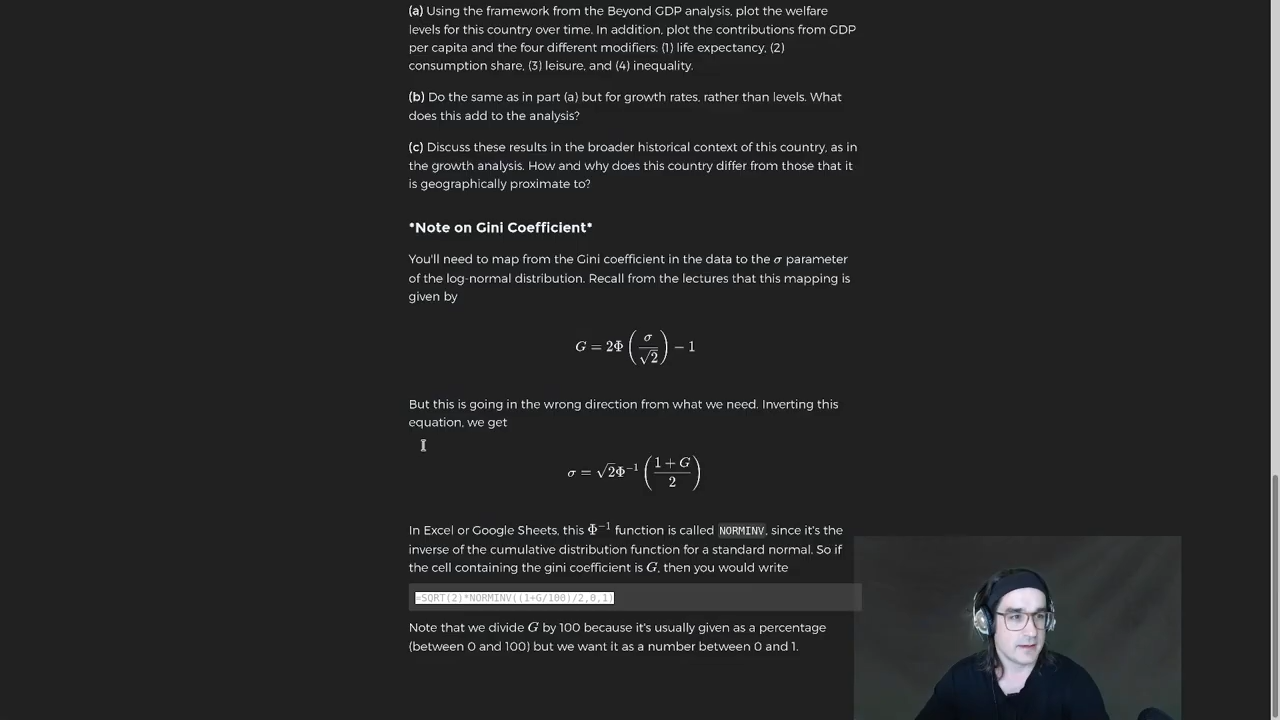 (a) Using the framework from the Beyond GDP analysis, plot the welfare
levels for this country over time. In addition, plot the contributions from GDP
per capita and the four different modifiers: (1) life expectancy, (2)
consumption share, (3) leisure, and (4) inequality.
(b) Do the same as in part (a) but for growth rates, rather than levels. What
does this add to the analysis?
(c) Discuss these results in the broader historical context of this country, as in
the growth analysis. How and why does this country differ from those that it
is geographically proximate to?
*Note on Gini Coefficient*
You'll need to map from the Gini coefficient in the data to the σ parameter
of the log-normal distribution. Recall from the lectures that this mapping is
given by
G = 2Φ(σ/√2) − 1
But this is going in the wrong direction from what we need. Inverting this
equation, we get
σ = √2Φ⁻¹((1 + G)/2)
In Excel or Google Sheets, this Φ⁻¹ function is called NORMINV, since it's the
inverse of the cumulative distribution function for a standard normal. So if
the cell containing the gini coefficient is G, then you would write
=SQRT(2)*NORMINV((1+G/100)/2,0,1)
Note that we divide G by 100 because it's usually given as a percentage
(between 0 and 100) but we want it as a number between 0 and 1.